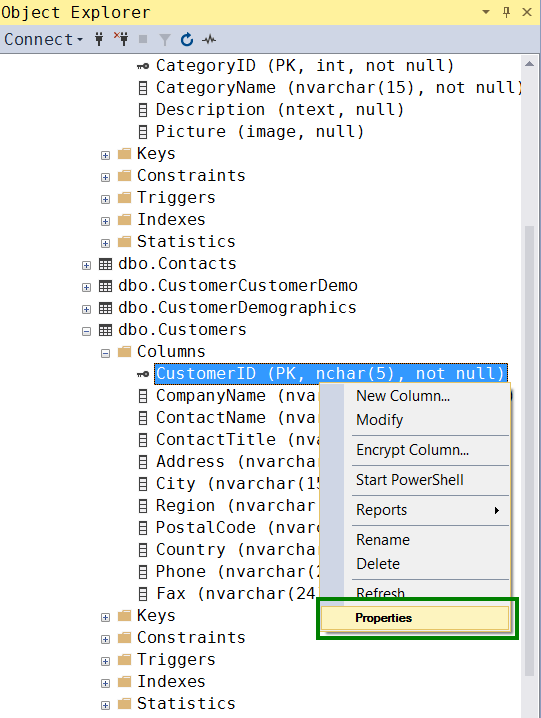 Object Explorer
Connect
CategoryID (PK, int, not null)
CategoryName (nvarchar(15), not null)
Description (ntext, null)
Picture (image, null)
Keys
Constraints
Triggers
Indexes
Statistics
dbo.Contacts
dbo.CustomerCustomerDemo
dbo.CustomerDemographics
dbo.Customers
Columns
CustomerID (PK, nchar(5), not null)
CompanyName (nva
New Column...
ContactName (nva
Modify
ContactTitle (nva
Encrypt Column...
Address (nvarcha
Start PowerShell
City (nvarchar(15
Region (nvarchar
Reports
PostalCode (nva
Country (nvarcha
Rename
Phone (nvarchar(2
Delete
Fax (nvarchar(24
Refresh
Keys
Properties
Constraints
Triggers
Indexes
Statistics